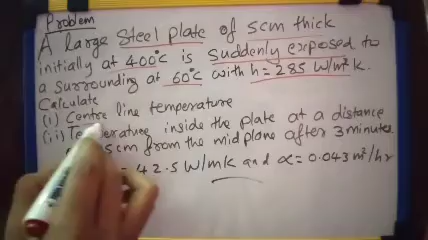 Problem
A large Steel plate of 5cm thick
initially at 400°C is Suddenly exposed to
a surrounding at 60°C with h = 285 W/m²K.
Calculate
(i) Centre line temperature
(ii) Temperature inside the plate at a distance
5cm from the mid plane after 3 minutes.
= 42.5 W/mK and α = 0.043 m²/hr